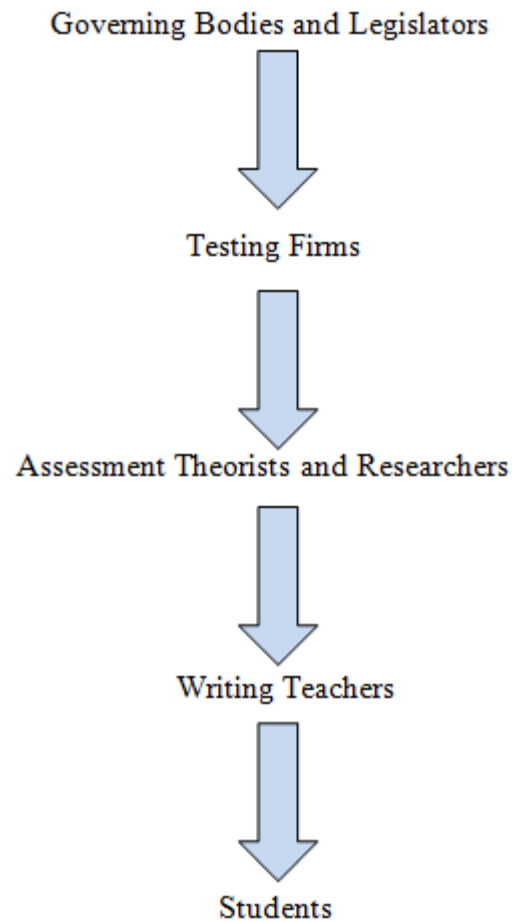 Governing Bodies and Legislators
Testing Firms
Assessment Theorists and Researchers
Writing Teachers
Students